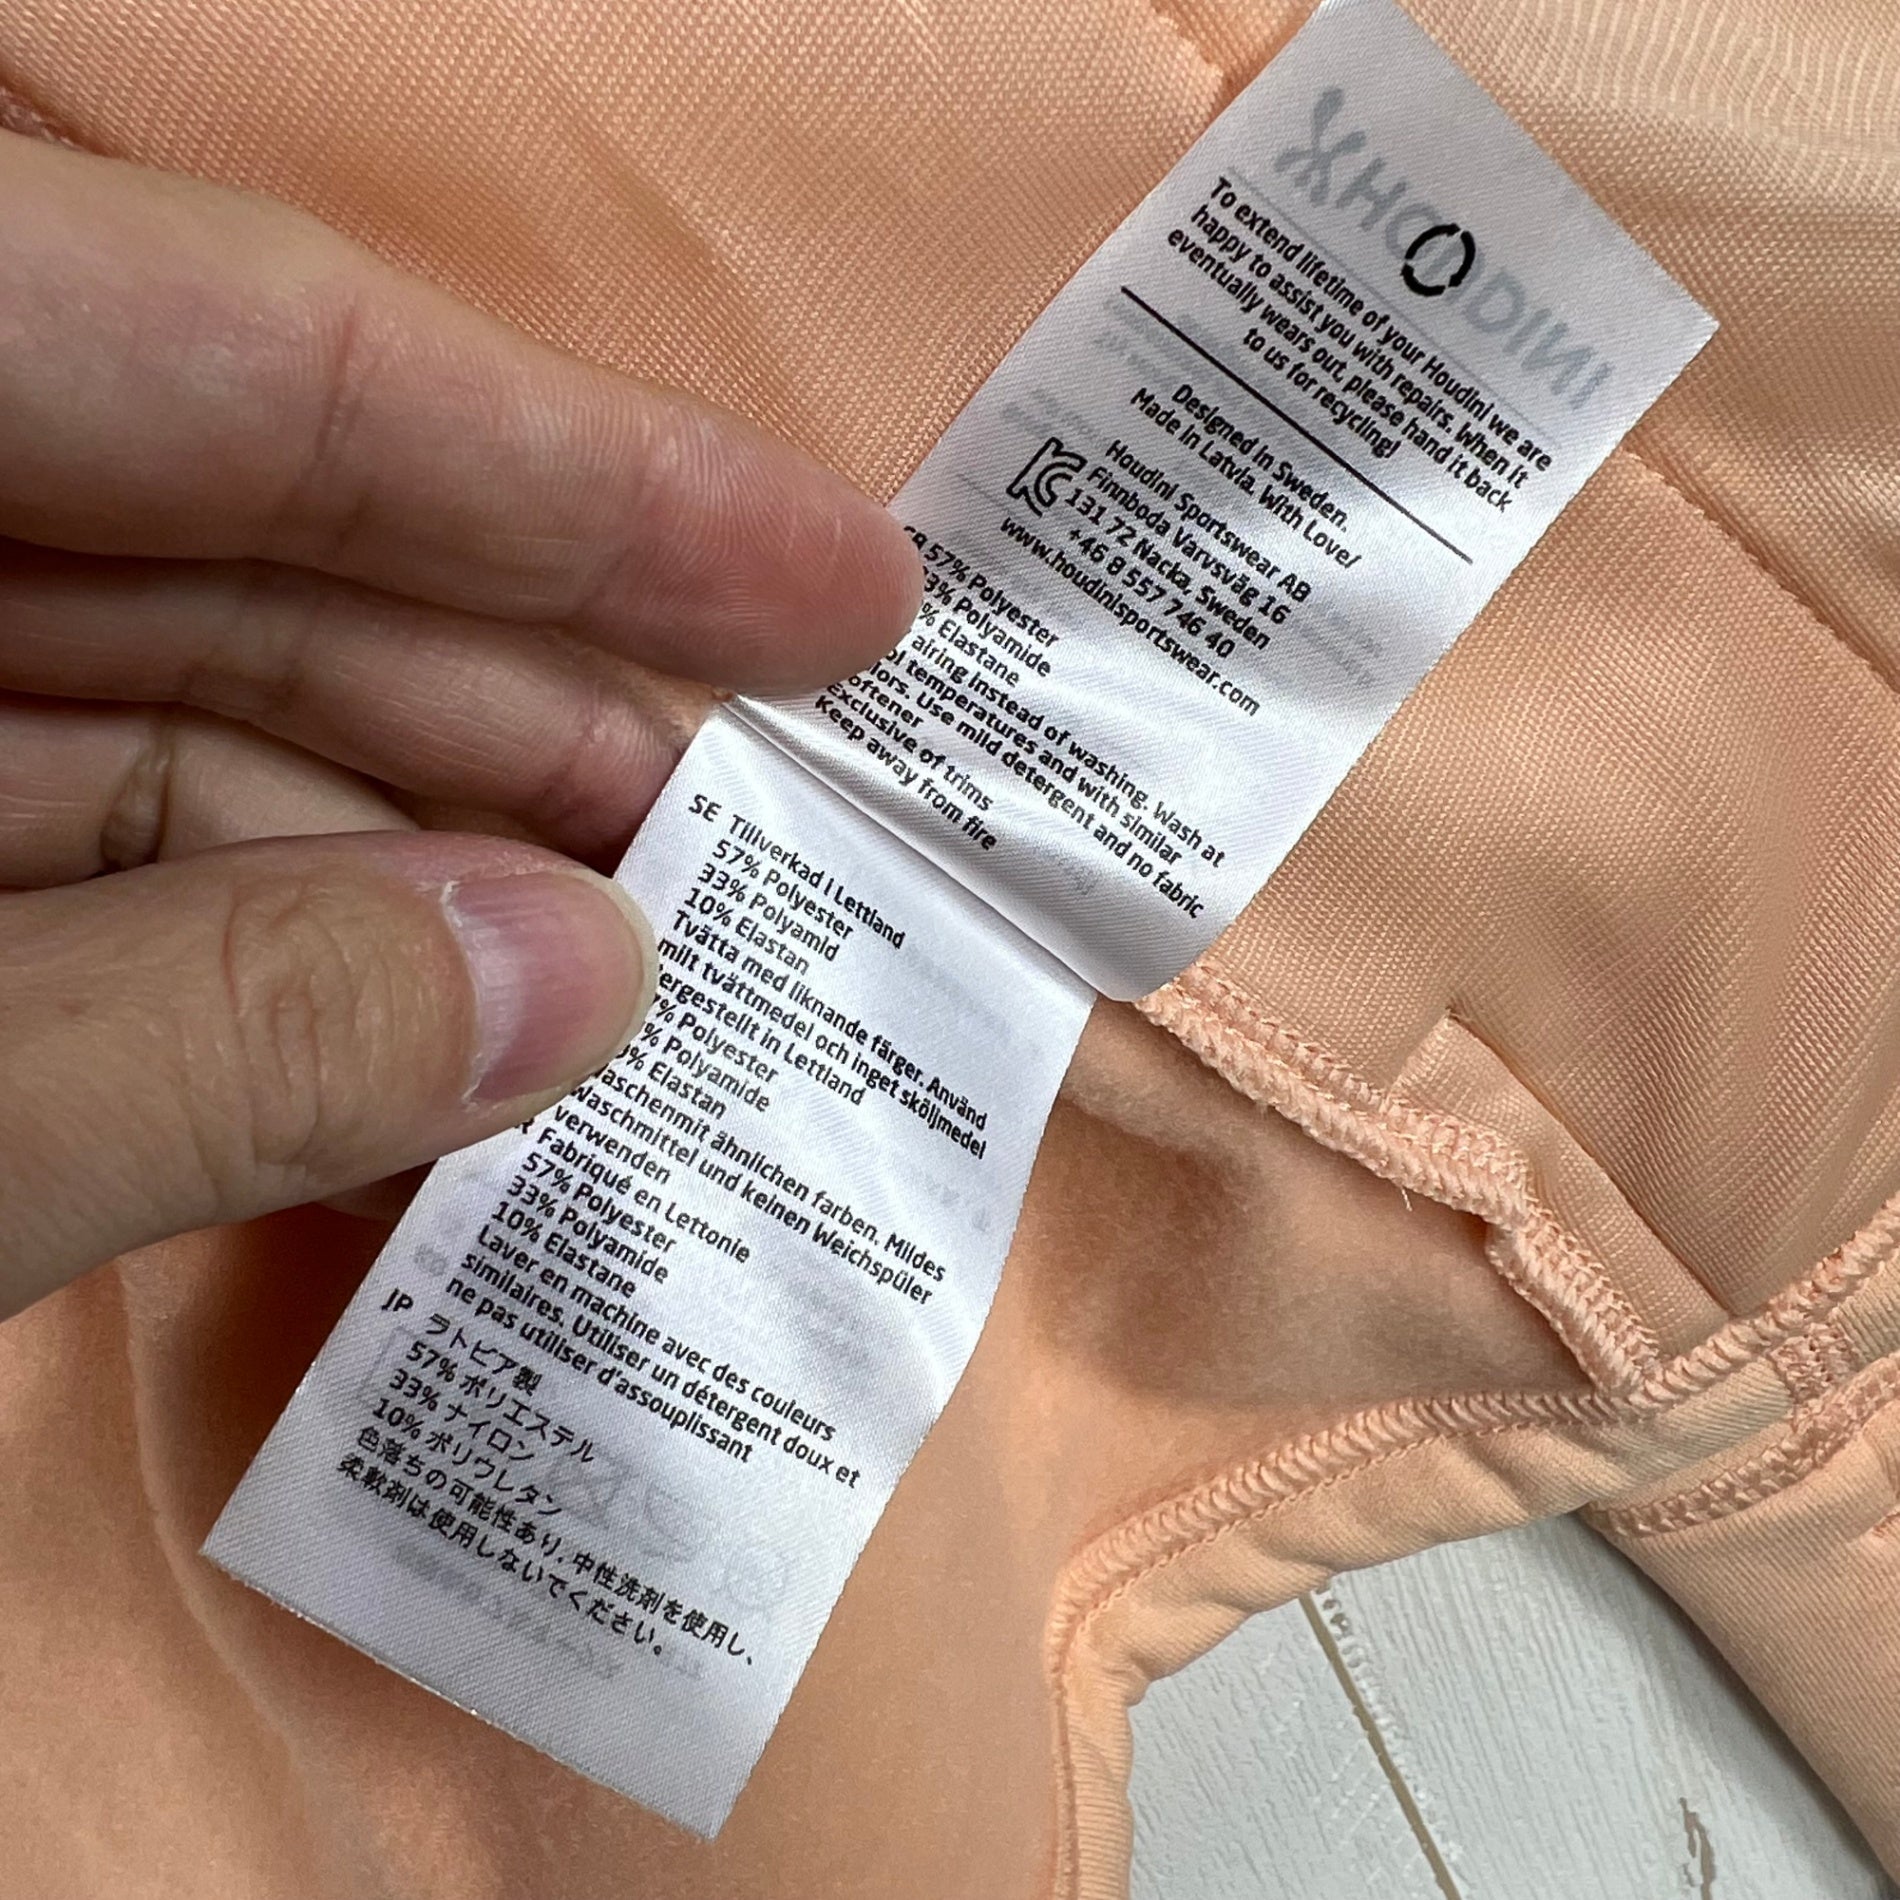 To extend lifetime of your Houdini we are
happy to assist you with repairs. When it
eventually wears out, please hand it back
to us for recycling!
Designed in Sweden.
Made in Latvia. With Love/
Houdini Sportswear AB
Finnboda Varvsväg 16
131 72 Nacka, Sweden
+46 8 557 746 40
www.houdinisportswear.com
57% Polyester
3% Polyamide
% Elastane
airing instead of washing. Wash at
temperatures and with similar
Use mild detergent and no fabric
oftener
Exclusive of trims
Keep away from fire
SE Tillverkad i Lettland
57% Polyester
33% Polyamid
10% Elastan
Tvätta med liknande färger. Använd
milt tvättmedel och inget sköljmedel
ergestellt in Lettland
% Polyester
% Polyamide
% Elastan
aschenmit ähnlichen farben. Mildes
waschmittel und keinen Weichspüler
verwenden
Fabriqué en Lettonie
57% Polyester
33% Polyamide
10% Elastane
Laver en machine avec des couleurs
similaires. Utiliser un détergent doux et
ne pas utiliser d'assouplissant
JP ラトビア製
57% ポリエステル
33% ナイロン
10% ポリウレタン
色落ちの可能性あり. 中性洗剤を使用し、
柔軟剤は使用しないでください。